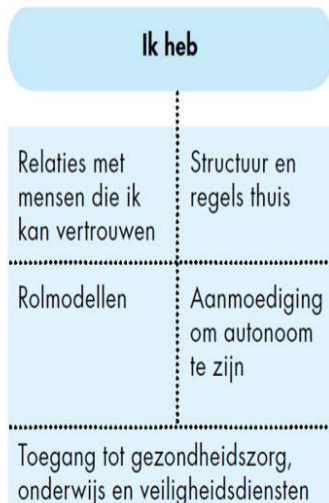 Ik heb
Relaties met
mensen die ik
kan vertrouwen
Structuur en
regels thuis
Rolmodellen
Aanmoediging
om autonoom
te zijn
Toegang tot gezondheidszorg,
onderwijs en veiligheidsdiensten